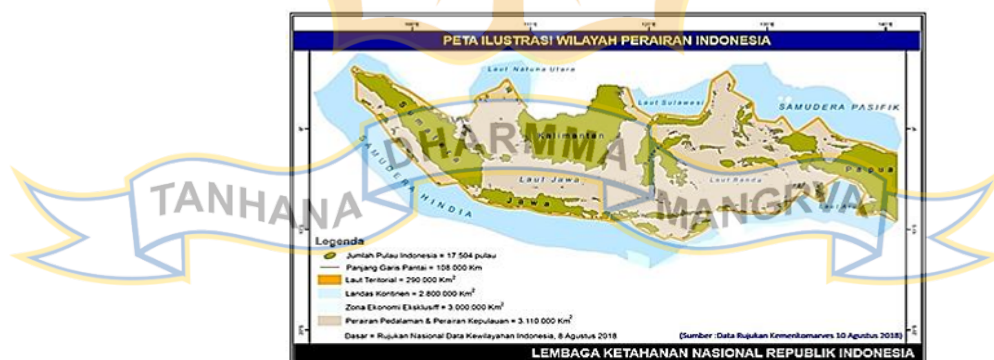 PETA ILUSTRASI WILAYAH PERAIRAN INDONESIA
Laut Natuna Utara
Laut Sulawesi
SAMUDERA PASIFIK
Sumatera
Kalimantan
DHARMMA
Papua
TANHANA
MANGRVA
SAMUDERA HINDIA
Laut Jawa
Laut Banda
Jawa
Legenda
Jumlah Pulau Indonesia = 17.504 pulau
Panjang Garis Pantai = 108.000 Km
Laut Teritorial = 290.000 Km²
Landas Kontinen = 2.800.000 Km²
Zona Ekonomi Eksklusiff = 3.000.000 Km²
Perairan Pedalaman & Perairan Kepulauan = 3.110.000 Km²
Dasar = Rujukan Nasional Data Kewilayahan Indonesia, 8 Agustus 2018
(Sumber :Data Rujukan Kemenkomarves 10 Agustus 2018)
LEMBAGA KETAHANAN NASIONAL REPUBLIK INDONESIA